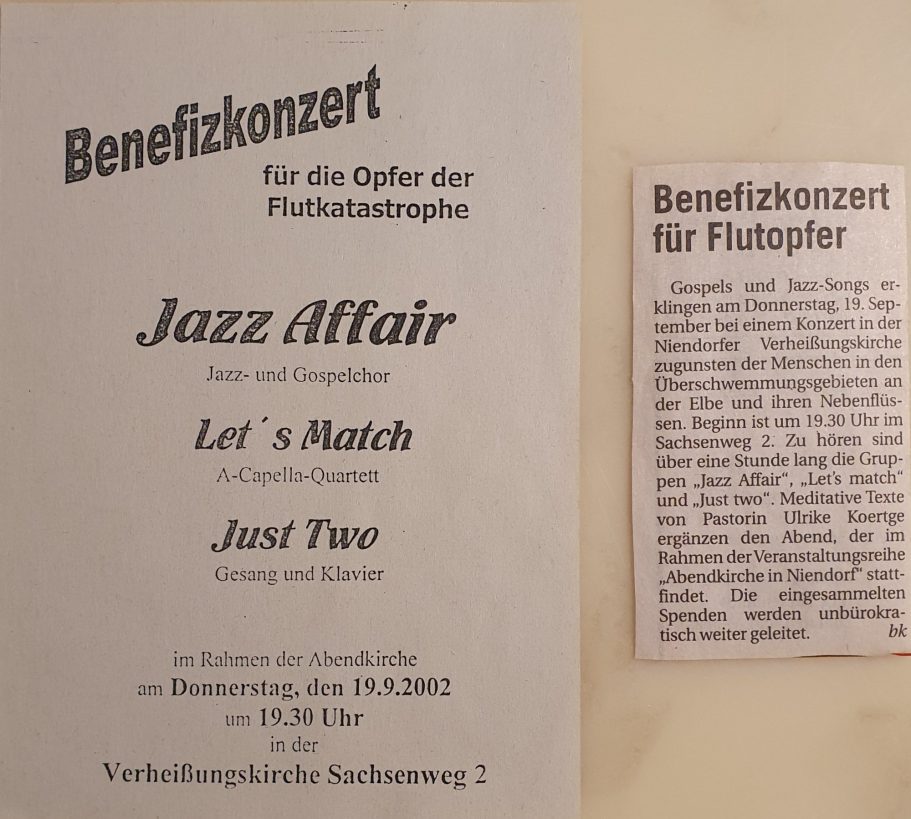 Benefizkonzert
für die Opfer der
Flutkatastrophe
Jazz Affair
Jazz- und Gospelchor
Let´s Match
A-Capella-Quartett
Just Two
Gesang und Klavier
im Rahmen der Abendkirche
am Donnerstag, den 19.9.2002
um 19.30 Uhr
in der
Verheißungskirche Sachsenweg 2
Benefizkonzert
für Flutopfer
Gospels und Jazz-Songs er-
klingen am Donnerstag, 19. Sep-
tember bei einem Konzert in der
Niendorfer Verheißungskirche
zugunsten der Menschen in den
Überschwemmungsgebieten an
der Elbe und ihren Nebenflüs-
sen. Beginn ist um 19.30 Uhr im
Sachsenweg 2. Zu hören sind
über eine Stunde lang die Grup-
pen „Jazz Affair“, „Let's match“
und „Just two“. Meditative Texte
von Pastorin Ulrike Koertge
ergänzen den Abend, der im
Rahmen der Veranstaltungsreihe
„Abendkirche in Niendorf“ statt-
findet. Die eingesammelten
Spenden werden unbürokra-
tisch weiter geleitet. bk